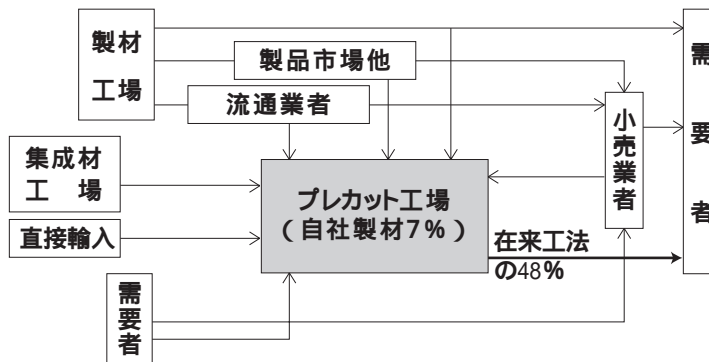 製材
工場
製品市場他
流通業者
集成材
工場
直接輸入
需要者
プレカット工場
(自社製材7%)
小売業者
在来工法
の48%
需要者